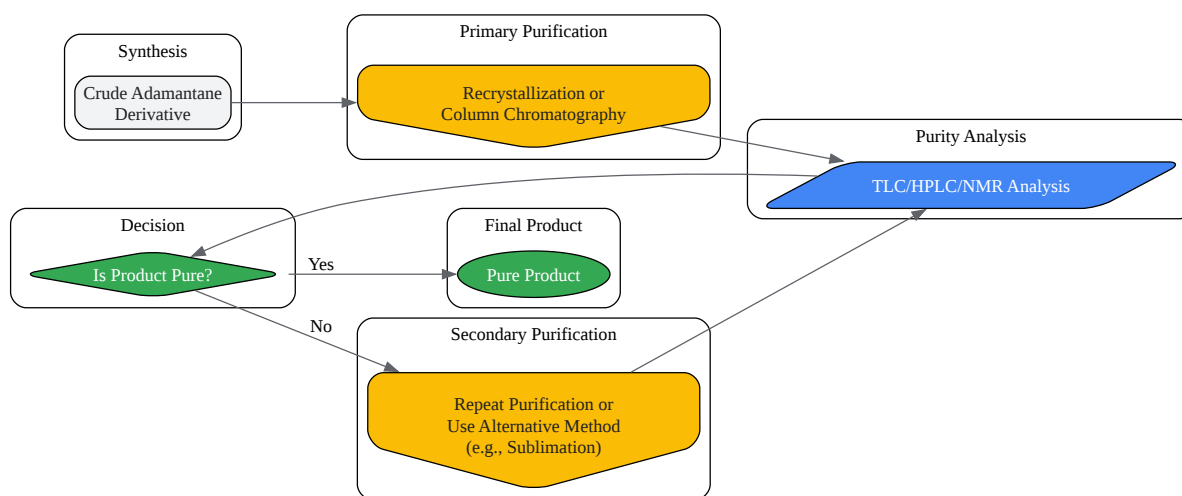 Synthesis
Crude Adamantane
Derivative
Primary Purification
Recrystallization or
Column Chromatography
Purity Analysis
TLC/HPLC/NMR Analysis
Decision
Is Product Pure?
Yes
No
Final Product
Pure Product
Secondary Purification
Repeat Purification or
Use Alternative Method
(e.g., Sublimation)